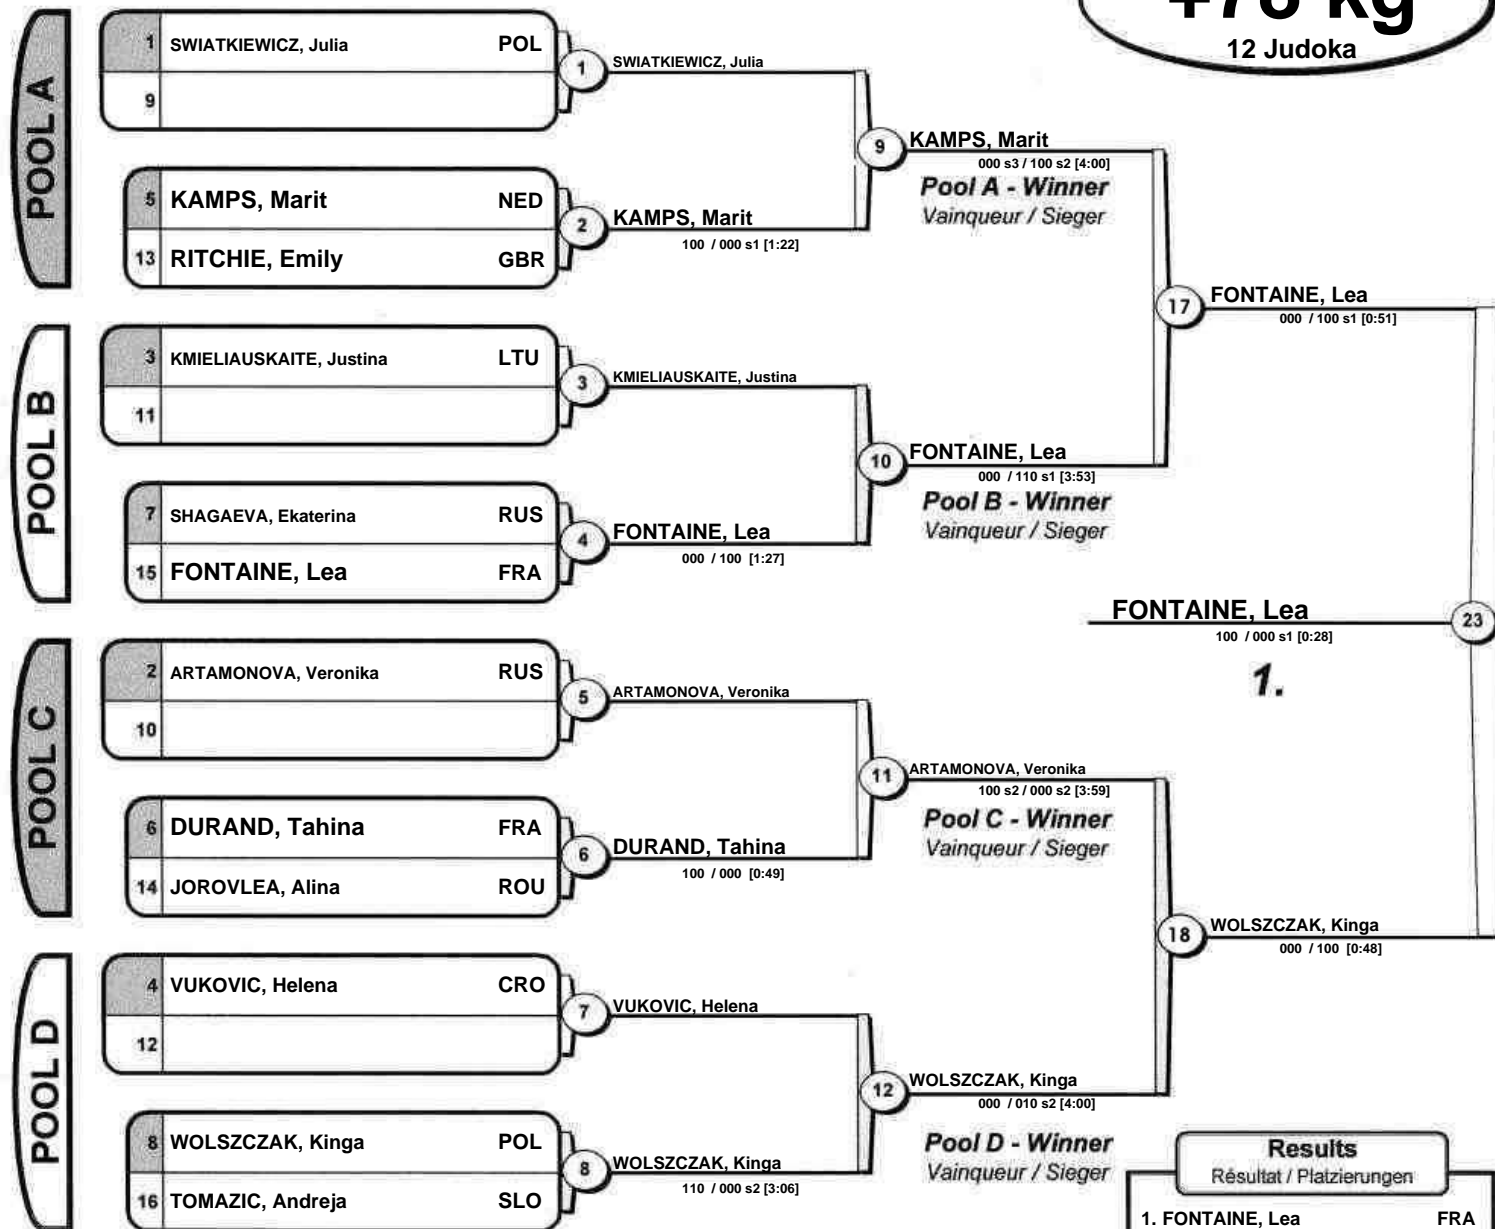 +78 kg
12 Judoka
POOL A
1 SWIATKIEWICZ, Julia POL
9
1 SWIATKIEWICZ, Julia
5 KAMPS, Marit NED
13 RITCHIE, Emily GBR
2 KAMPS, Marit
100 / 000 s1 [1:22]
9 KAMPS, Marit
000 s3 / 100 s2 [4:00]
Pool A - Winner
Vainqueur / Sieger
POOL B
3 KMIELIAUSKAITE, Justina LTU
11
3 KMIELIAUSKAITE, Justina
7 SHAGAEVA, Ekaterina RUS
15 FONTAINE, Lea FRA
4 FONTAINE, Lea
000 / 100 [1:27]
10 FONTAINE, Lea
000 / 110 s1 [3:53]
Pool B - Winner
Vainqueur / Sieger
17 FONTAINE, Lea
000 / 100 s1 [0:51]
FONTAINE, Lea 23
100 / 000 s1 [0:28]
1.
POOL C
2 ARTAMONOVA, Veronika RUS
10
5 ARTAMONOVA, Veronika
6 DURAND, Tahina FRA
14 JOROVLEA, Alina ROU
6 DURAND, Tahina
100 / 000 [0:49]
11 ARTAMONOVA, Veronika
100 s2 / 000 s2 [3:59]
Pool C - Winner
Vainqueur / Sieger
POOL D
4 VUKOVIC, Helena CRO
12
7 VUKOVIC, Helena
8 WOLSZCZAK, Kinga POL
16 TOMAZIC, Andreja SLO
8 WOLSZCZAK, Kinga
110 / 000 s2 [3:06]
12 WOLSZCZAK, Kinga
000 / 010 s2 [4:00]
Pool D - Winner
Vainqueur / Sieger
18 WOLSZCZAK, Kinga
000 / 100 [0:48]
Results
Résultat / Platzierungen
1. FONTAINE, Lea FRA